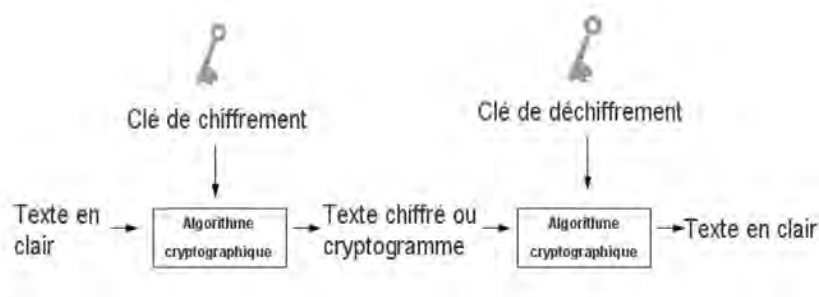 Clé de chiffrement
Clé de déchiffrement
Texte en
clair
Algorithme
cryptographique
Texte chiffré ou
cryptogramme
Algorithme
cryptographique
Texte en clair